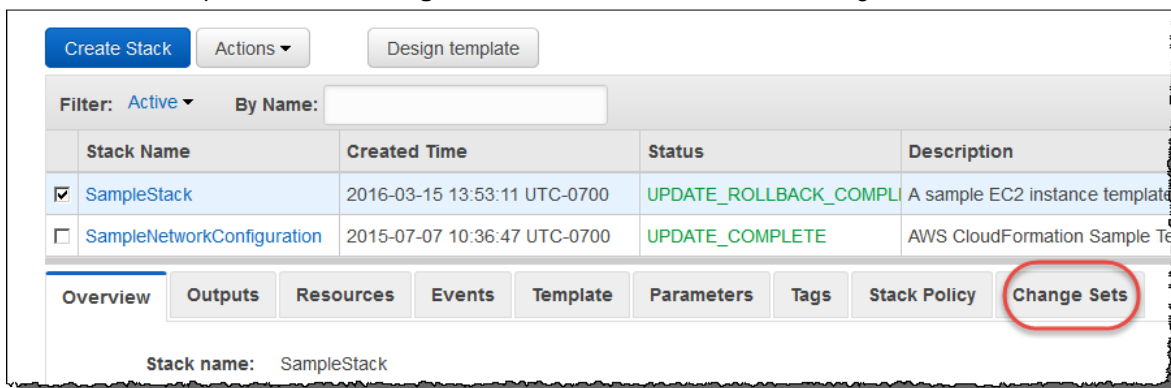 Create Stack Actions Design template
Filter: Active By Name:
Stack Name Created Time Status Description
SampleStack 2016-03-15 13:53:11 UTC-0700 UPDATE_ROLLBACK_COMPL A sample EC2 instance template
SampleNetworkConfiguration 2015-07-07 10:36:47 UTC-0700 UPDATE_COMPLETE AWS CloudFormation Sample Te
Overview Outputs Resources Events Template Parameters Tags Stack Policy Change Sets
Stack name: SampleStack